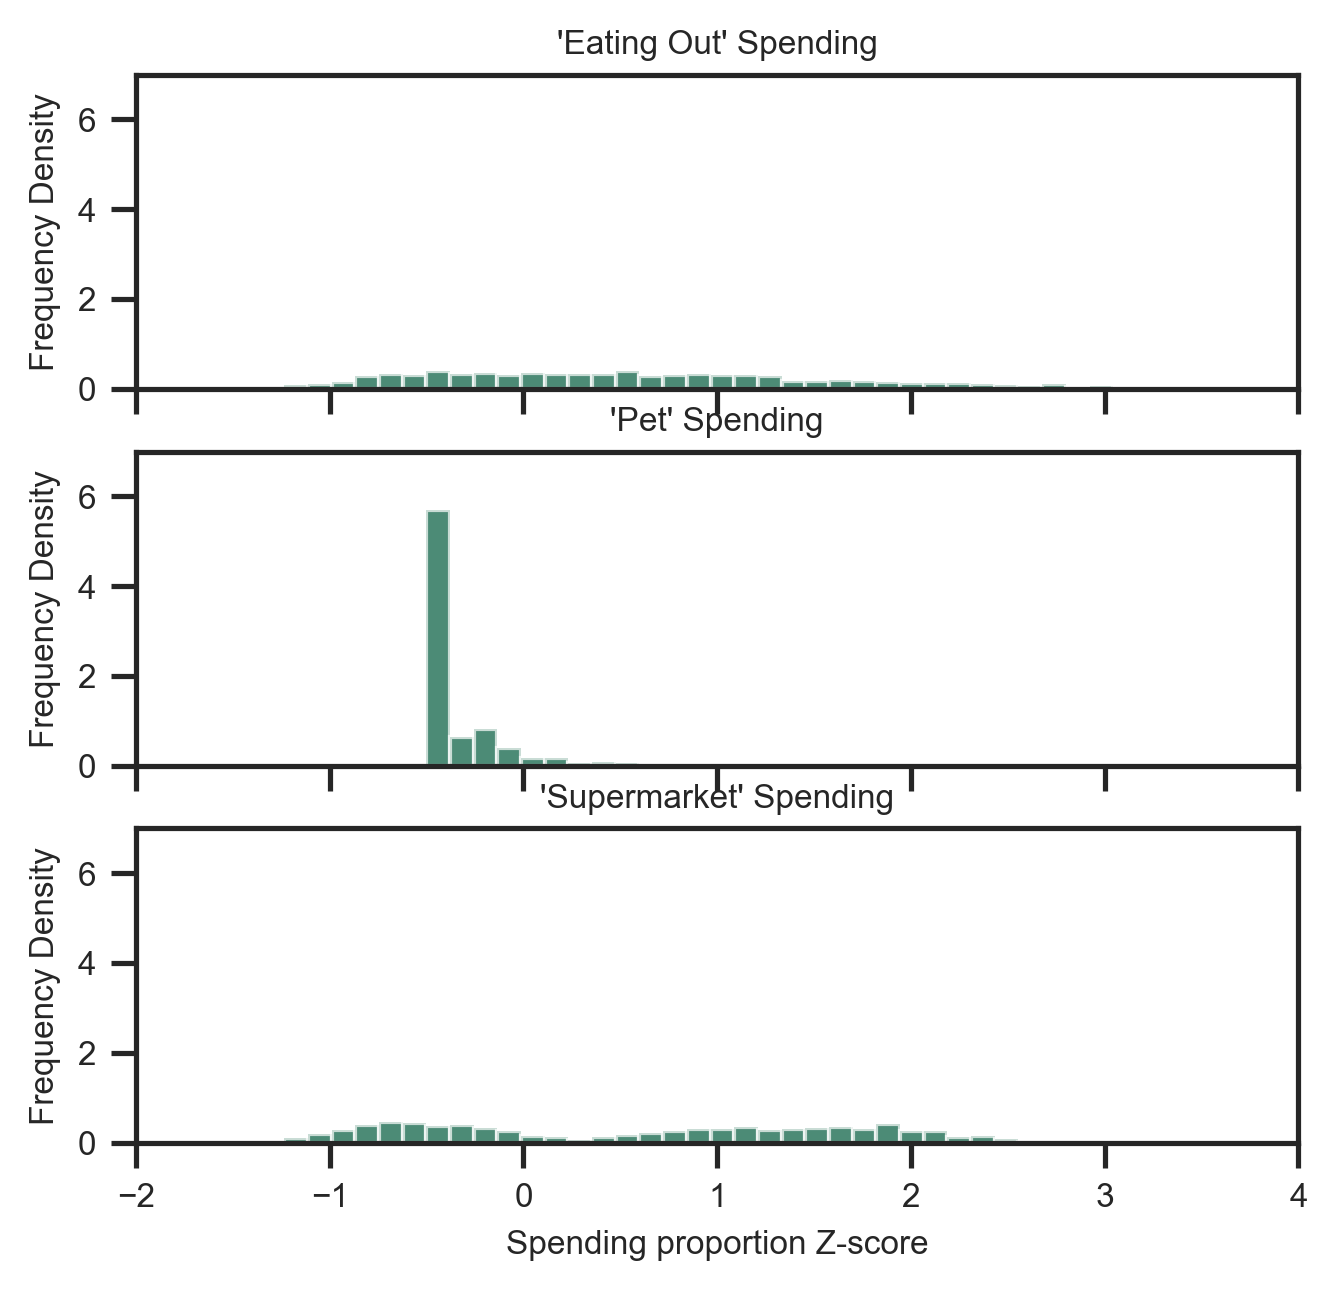 'Eating Out' Spending
Frequency Density
6
4
2
0
'Pet' Spending
Frequency Density
6
4
2
0
'Supermarket' Spending
Frequency Density
6
4
2
0
−2 −1 0 1 2 3 4
Spending proportion Z-score